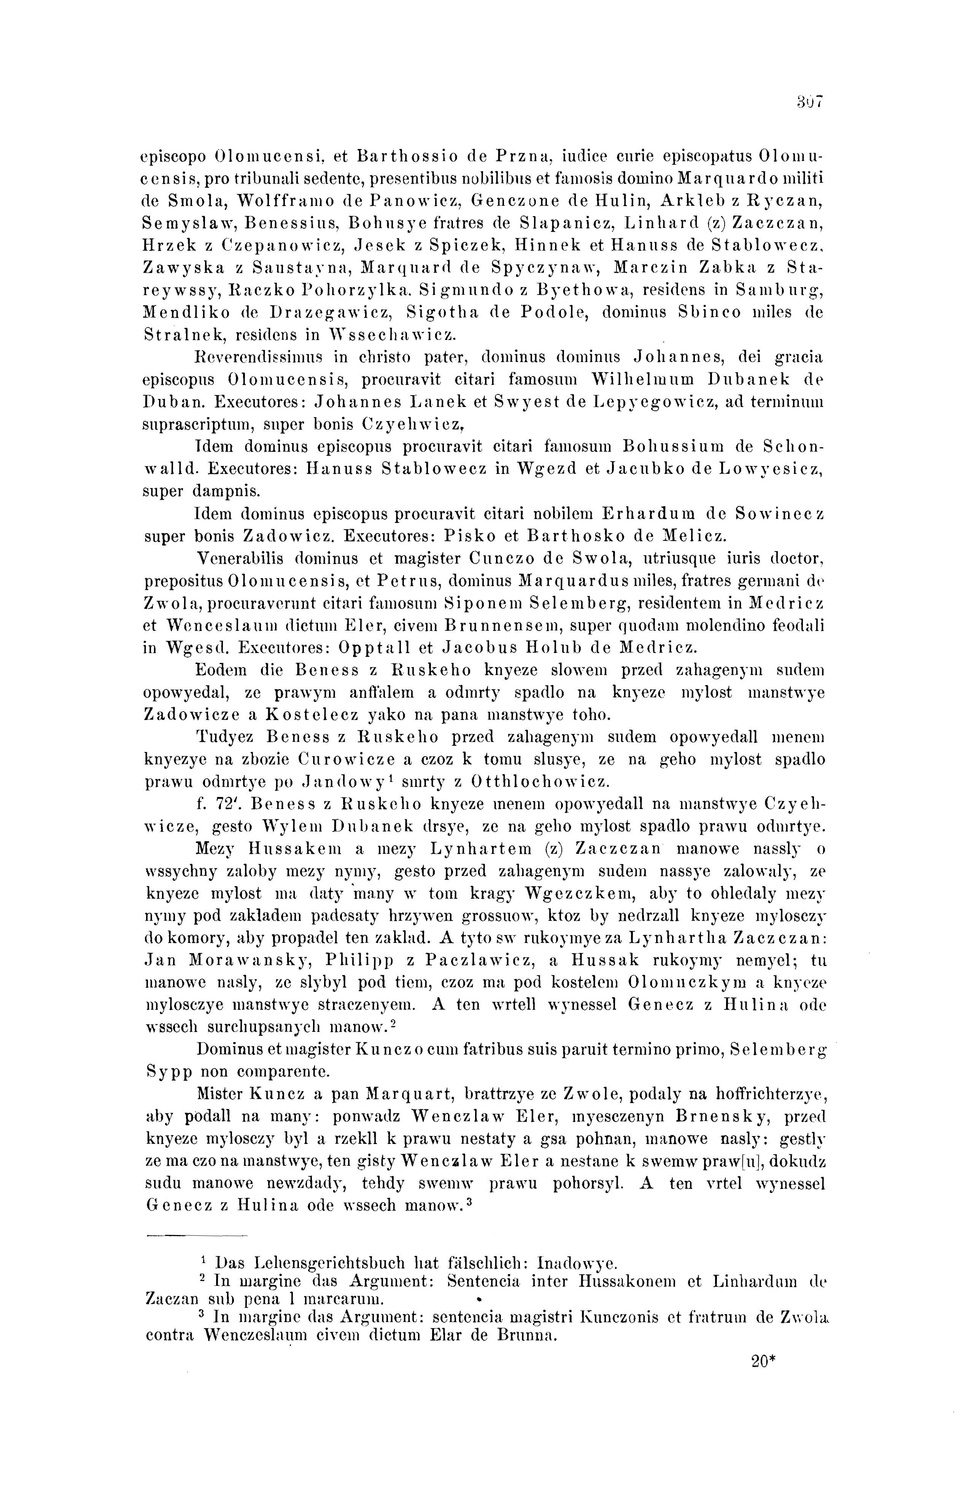 307
episcopo Olomucensi, et Barthossio de Przna, iudice curie episcopatus Olomu-
censis, pro tribunali sedente, presentibus nobilibus et famosis domino Marquardo militi
de Smola, Wolfframo de Panowicz, Genczone de Hulin, Arkleb z Ryczan,
Semyslaw, Benessius, Bohusye fratres de Slapanicz, Linhard (z) Zaczczan,
Hrzek z Czepanowicz, Jesek z Spiczek, Hinnek et Hanuss de Stablowecz,
Zawyska z Saustayna, Marquard de Spyczynaw, Marczin Zabka z Sta-
reywssy, Raczko Pohorzylka, Sigmundo z Byethowa, residens in Samburg,
Mendliko de Drazegawicz, Sigotha de Podole, dominus Sbinco miles de
Stralnek, residens in Wssechawicz.
Reverendissimus in christo pater, dominus dominus Johannes, dei gracia
episcopus Olomucensis, procuravit citari famosum Wilhelmum Dubanek de
Duban. Executores: Johannes Lanek et Swyest de Lepyegowicz, ad terminum
suprascriptum, super bonis Czyehwicz,
Idem dominus episcopus procuravit citari famosum Bohussium de Schon-
walld. Executores: Hanuss Stablowecz in Wgezd et Jacubko de Lowyesicz,
super dampnis.
Idem dominus episcopus procuravit citari nobilem Erhardum de Sowinecz
super bonis Zadowicz. Executores: Pisko et Barthosko de Melicz.
Venerabilis dominus et magister Cunczo de Swola, utriusque iuris doctor,
prepositus Olomucensis, et Petrus, dominus Marquardus miles, fratres germani de
Zwola, procuraverunt citari famosum Siponem Selemberg, residentem in Medricz
et Wenceslaum dictum Eler, civem Brunnensem, super quodam molendino feodali
in Wgesd. Executores: Opptall et Jacobus Holub de Medricz.
Eodem die Beness z Ruskeho knyeze slowem przed zahagenym sudem
opowyedal, ze prawym anffalem a odmrty spadlo na knyeze mylost manstwye
Zadowicze a Kostelecz yako na pana manstwye toho.
Tudyez Beness z Ruskeho przed zahagenym sudem opowyedall menem
knyezye na zbozie Curowicze a czoz k tomu slusye, ze na geho mylost spadlo
prawu odmrtye po Jandowy¹ smrty z Otthlochowicz.
f. 72′. Beness z Ruskeho knyeze menem opowyedall na manstwye Czyeh-
wicze, gesto Wylem Dubanek drsye, ze na geho mylost spadlo prawu odmrtye.
Mezy Hussakem a mezy Lynhartem (z) Zaczczan manowe nassly o
wssychny zaloby mezy nymy, gesto przed zahagenym sudem nassye zalowaly, ze
knyeze mylost ma daty many w tom kragy Wgezczkem, aby to ohledaly mezy
nymy pod zakladem padesaty hrzywen grossuow, ktoz by nedrzall knyeze mylosczy
do komory, aby propadel ten zaklad. A tyto sw rukoymye za Lynhartha Zaczczan:
Jan Morawansky, Philipp z Paczlawicz, a Hussak rukoymy nemyel; tu
manowe nasly, ze slybyl pod tiem, czoz ma pod kostelem Olomuczkym a knyeze
mylosczye manstwye straczenyem. A ten wrtell wynessel Genecz z Hulina ode
wssech surchupsanych manow.²
Dominus et magister Kunczo cum fatribus suis paruit termino primo, Selemberg
Sypp non comparente.
Mister Kuncz a pan Marquart, brattrzye ze Zwole, podaly na hoffrichterzye,
aby podall na many: ponwadz Wenczlaw Eler, myesczenyn Brnensky, przed
knyeze mylosczy byl a rzekll k prawu nestaty a gsa pohnan, manowe nasly: gestly
ze ma czo na manstwye, ten gisty Wenczlaw Eler a nestane k swemw praw[u], dokudz
sudu manowe newzdady, tehdy swemw prawu pohorsyl. A ten vrtel wynessel
Genecz z Hulina ode wssech manow.³
¹ Das Lehensgerichtsbuch hat fälschlich: Inadowye.
² In margine das Argument: Sentencia inter Hussakonem et Linhardum de
Zaczan sub pena l marcarum.
³ In margine das Argument: sentencia magistri Kunczonis et fratrum de Zwola
contra Wenczeslaum civem dictum Elar de Brunna.
20*